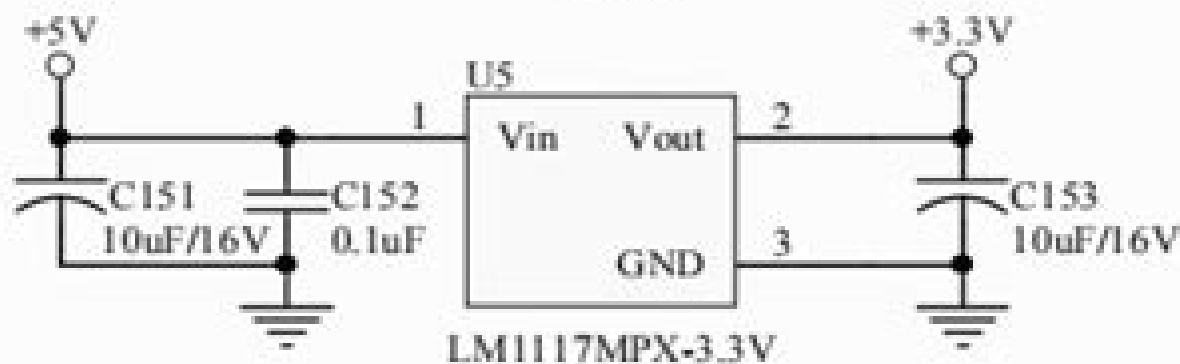 +5V
+3.3V
U5
1
Vin
Vout
2
C151
10uF/16V
C152
0.1uF
C153
10uF/16V
GND
3
LM1117MPX-3.3V